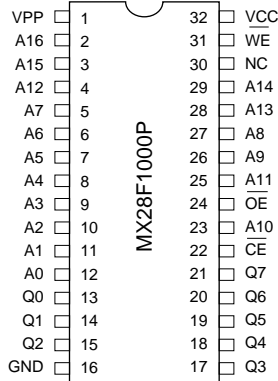 VPP 1 32 VCC
A16 2 31 W̅E̅
A15 3 30 NC
A12 4 29 A14
A7 5 28 A13
A6 6 27 A8
A5 7 26 A9
A4 8 25 A11
A3 9 24 O̅E̅
A2 10 23 A10
A1 11 22 C̅E̅
A0 12 21 Q7
Q0 13 20 Q6
Q1 14 19 Q5
Q2 15 18 Q4
GND 16 17 Q3
MX28F1000P